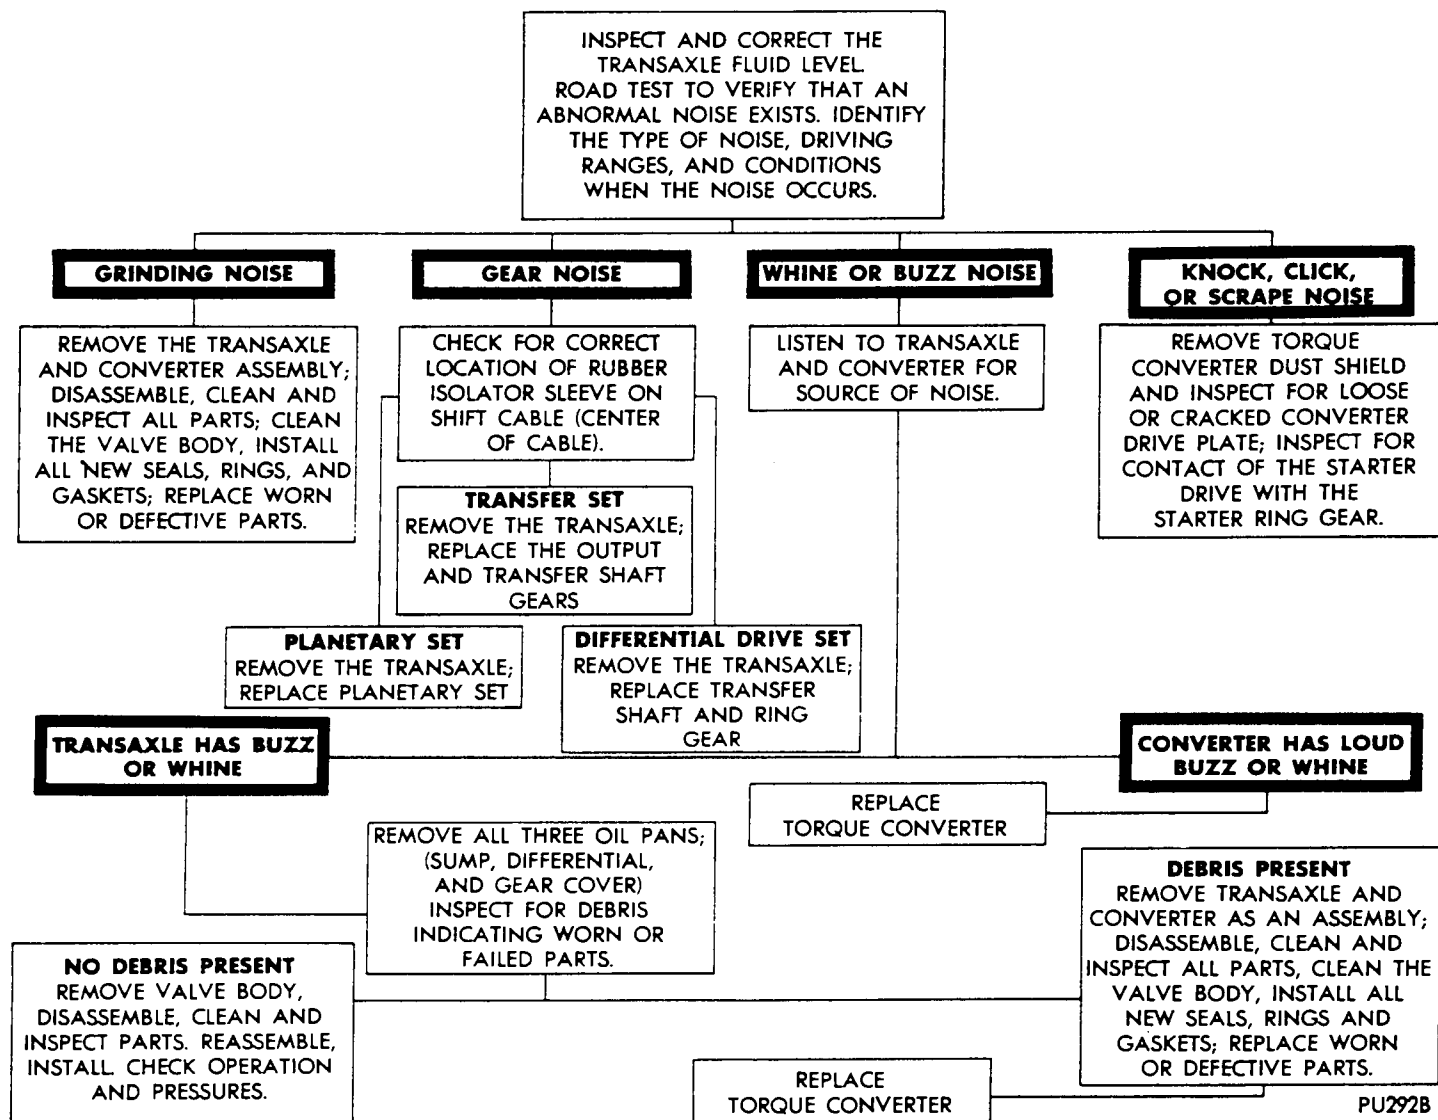 INSPECT AND CORRECT THE
TRANSAXLE FLUID LEVEL.
ROAD TEST TO VERIFY THAT AN
ABNORMAL NOISE EXISTS. IDENTIFY
THE TYPE OF NOISE, DRIVING
RANGES, AND CONDITIONS
WHEN THE NOISE OCCURS.
GRINDING NOISE
REMOVE THE TRANSAXLE
AND CONVERTER ASSEMBLY;
DISASSEMBLE, CLEAN AND
INSPECT ALL PARTS; CLEAN
THE VALVE BODY, INSTALL
ALL NEW SEALS, RINGS, AND
GASKETS; REPLACE WORN
OR DEFECTIVE PARTS.
GEAR NOISE
CHECK FOR CORRECT
LOCATION OF RUBBER
ISOLATOR SLEEVE ON
SHIFT CABLE (CENTER
OF CABLE).
TRANSFER SET
REMOVE THE TRANSAXLE;
REPLACE THE OUTPUT
AND TRANSFER SHAFT
GEARS
PLANETARY SET
REMOVE THE TRANSAXLE;
REPLACE PLANETARY SET
DIFFERENTIAL DRIVE SET
REMOVE THE TRANSAXLE;
REPLACE TRANSFER
SHAFT AND RING
GEAR
WHINE OR BUZZ NOISE
LISTEN TO TRANSAXLE
AND CONVERTER FOR
SOURCE OF NOISE.
KNOCK, CLICK,
OR SCRAPE NOISE
REMOVE TORQUE
CONVERTER DUST SHIELD
AND INSPECT FOR LOOSE
OR CRACKED CONVERTER
DRIVE PLATE; INSPECT FOR
CONTACT OF THE STARTER
DRIVE WITH THE
STARTER RING GEAR.
TRANSAXLE HAS BUZZ
OR WHINE
CONVERTER HAS LOUD
BUZZ OR WHINE
REPLACE
TORQUE CONVERTER
REMOVE ALL THREE OIL PANS;
(SUMP, DIFFERENTIAL,
AND GEAR COVER)
INSPECT FOR DEBRIS
INDICATING WORN OR
FAILED PARTS.
NO DEBRIS PRESENT
REMOVE VALVE BODY,
DISASSEMBLE, CLEAN AND
INSPECT PARTS. REASSEMBLE,
INSTALL. CHECK OPERATION
AND PRESSURES.
DEBRIS PRESENT
REMOVE TRANSAXLE AND
CONVERTER AS AN ASSEMBLY;
DISASSEMBLE, CLEAN AND
INSPECT ALL PARTS, CLEAN THE
VALVE BODY, INSTALL ALL
NEW SEALS, RINGS AND
GASKETS; REPLACE WORN
OR DEFECTIVE PARTS.
REPLACE
TORQUE CONVERTER
PU292B